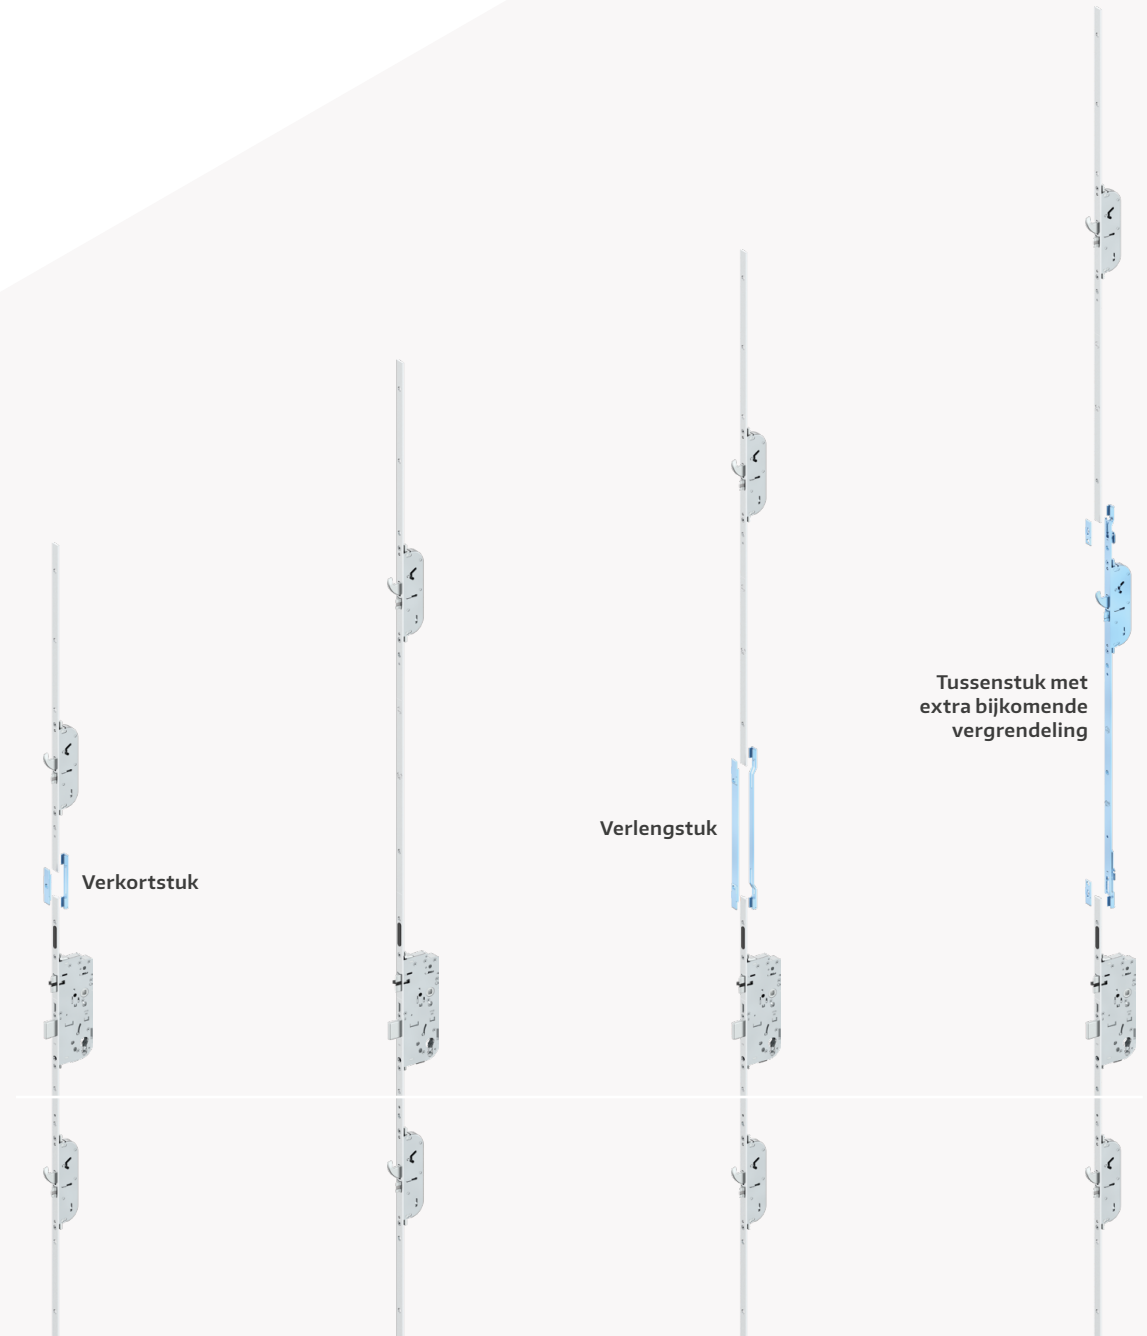 Tussenstuk met
extra bijkomende
vergrendeling
Verlengstuk
Verkortstuk